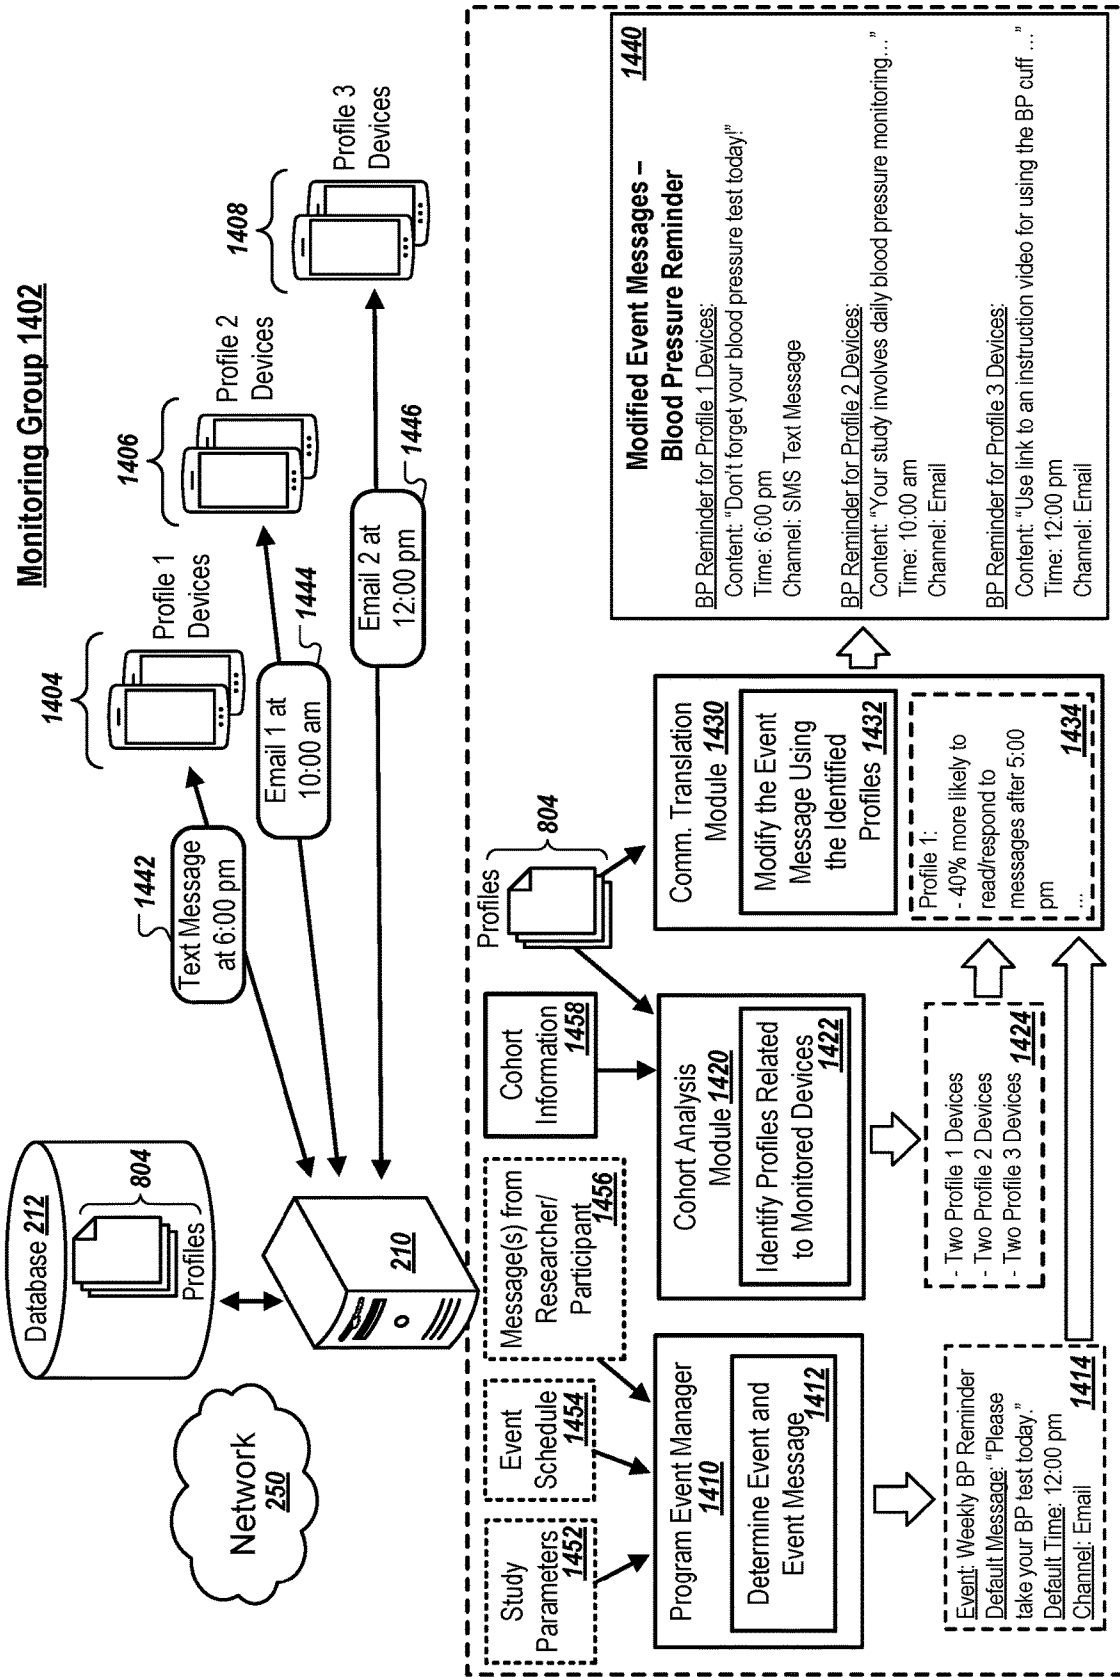 Monitoring Group 1402
Network
250
Database 212
804
Profiles
210
1442
Text Message
at 6:00 pm
1404
Profile 1
Devices
Email 1 at
10:00 am
1444
1406
Profile 2
Devices
Email 2 at
12:00 pm
1446
1408
Profile 3
Devices
Study
Parameters
1452
Event
Schedule
1454
Message(s) from
Researcher/
Participant
1456
Cohort
Information
1458
Profiles
804
Program Event Manager
1410
Determine Event and
Event Message
1412
Cohort Analysis
Module 1420
Identify Profiles Related
to Monitored Devices
1422
Comm. Translation
Module 1430
Modify the Event
Message Using
the Identified
Profiles 1432
Profile 1:
- 40% more likely to
read/respond to
messages after 5:00
pm
...
1434
Event: Weekly BP Reminder
Default Message: “Please
take your BP test today.”
Default Time: 12:00 pm
Channel: Email
1414
- Two Profile 1 Devices
- Two Profile 2 Devices
- Two Profile 3 Devices
1424
Modified Event Messages –
Blood Pressure Reminder
1440
BP Reminder for Profile 1 Devices:
Content: “Don’t forget your blood pressure test today!”
Time: 6:00 pm
Channel: SMS Text Message
BP Reminder for Profile 2 Devices:
Content: “Your study involves daily blood pressure monitoring…”
Time: 10:00 am
Channel: Email
BP Reminder for Profile 3 Devices:
Content: “Use link to an instruction video for using the BP cuff …”
Time: 12:00 pm
Channel: Email